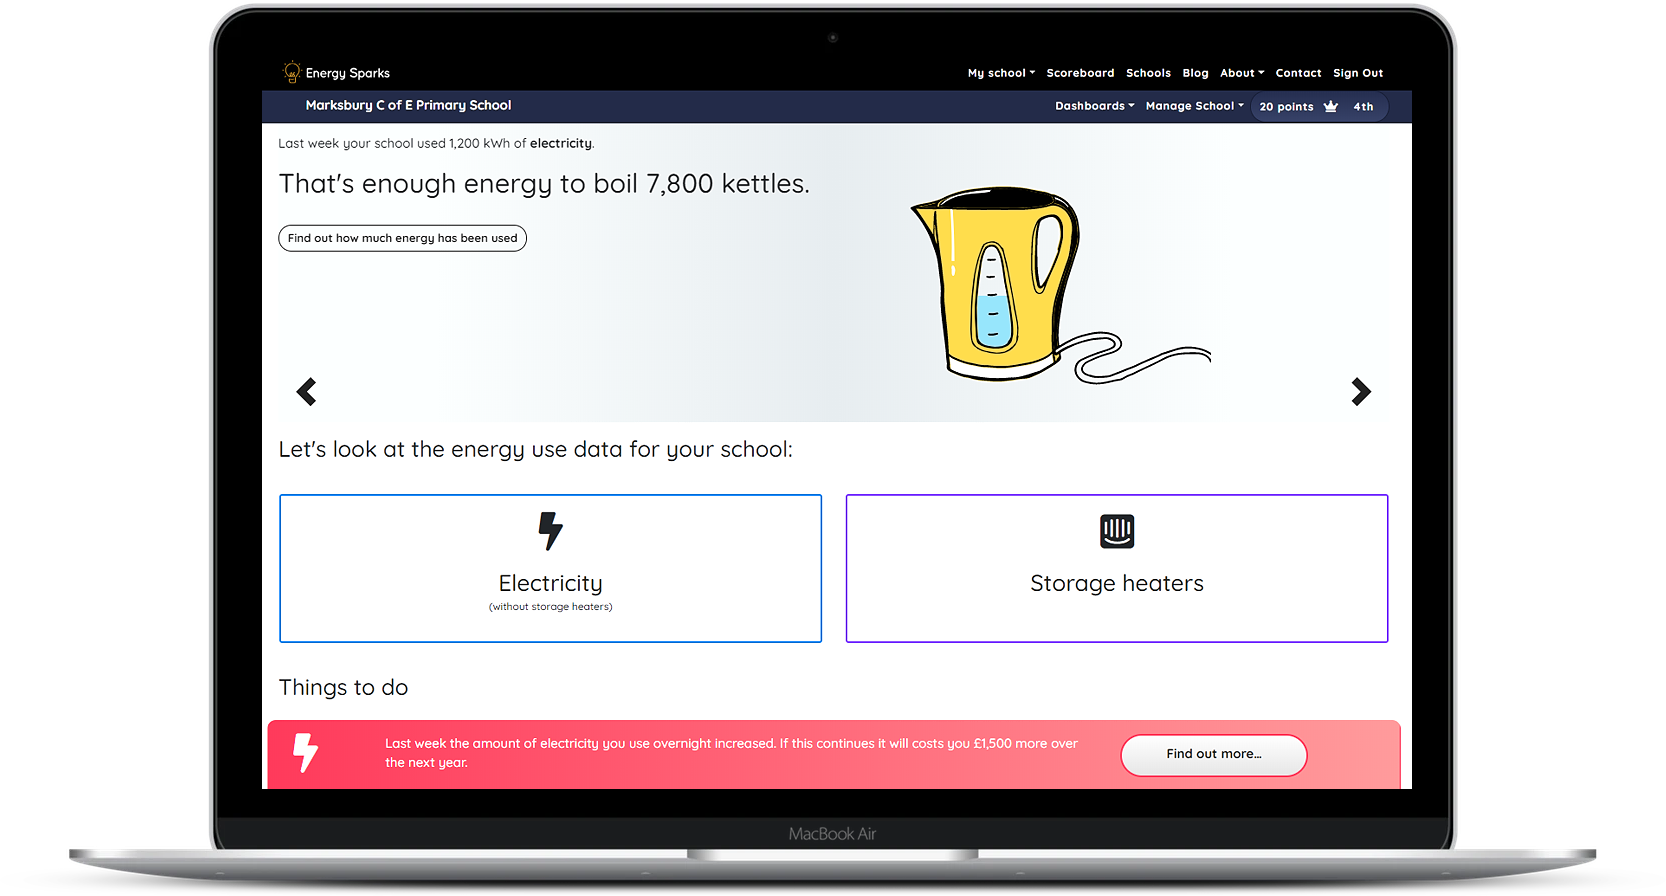 Energy Sparks
My school Scoreboard Schools Blog About Contact Sign Out
Marksbury C of E Primary School
Dashboards Manage School 20 points 4th
Last week your school used 1,200 kWh of electricity.
That's enough energy to boil 7,800 kettles.
Find out how much energy has been used
Let's look at the energy use data for your school:
Electricity
(without storage heaters)
Storage heaters
Things to do
Last week the amount of electricity you use overnight increased. If this continues it will costs you £1,500 more over
the next year.
Find out more...
MacBook Air